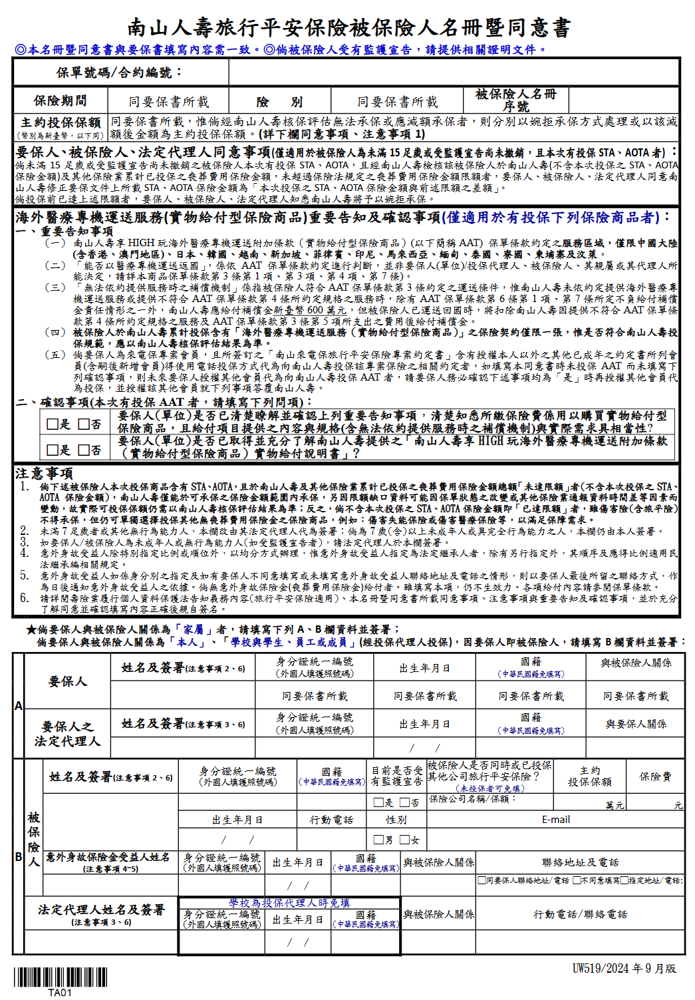 南山人壽旅行平安保險被保險人名冊暨同意書
◎本名冊暨同意書與要保書填寫內容需一致。◎倘被保險人受有監護宣告，請提供相關證明文件。
保單號碼/合約編號：
保險期間 同要保書所載 險　別 同要保書所載 被保險人名冊
序號
主約投保保額
(幣別為新臺幣，以下同)
同要保書所載，惟倘經南山人壽核保評估無法承保或應減額承保者，則分別以婉拒承保方式處理或以該減
額後金額為主約投保保額。(詳下欄同意事項、注意事項 1)
要保人、被保險人、法定代理人同意事項(僅適用於被保險人為未滿 15 足歲或受監護宣告尚未撤銷，且本次有投保 STA、AOTA 者)：
倘未滿 15 足歲或受監護宣告尚未撤銷之被保險人本次有投保 STA、AOTA，且經南山人壽檢核該被保險人於南山人壽(不含本次投保之 STA、AOTA
保險金額)及其他保險業累計已投保之喪葬費用保險金額，未超過保險法規定之喪葬費用保險金額限額者，要保人、被保險人、法定代理人同意南
山人壽修正要保文件上所載 STA、AOTA 保險金額為「本次投保之 STA、AOTA 保險金額與前述限額之差額」。
倘投保前已達上述限額者，要保人、被保險人、法定代理人知悉南山人壽將予以婉拒承保。
海外醫療專機運送服務(實物給付型保險商品)重要告知及確認事項(僅適用於有投保下列保險商品者)：
一、重要告知事項
（一）南山人壽享 HIGH 玩海外醫療專機運送附加條款（實物給付型保險商品）(以下簡稱 AAT) 保單條款約定之服務區域，僅限中國大陸
(含香港、澳門地區)、日本、韓國、越南、新加坡、菲律賓、印尼、馬來西亞、緬甸、泰國、寮國、柬埔寨及汶萊。
（二）「能否以醫療專機運送返國」，係依 AAT 保單條款約定進行判斷，並非要保人(單位)/投保代理人、被保險人、其親屬或其代理人所
能決定，請詳本商品保單條款第 3 條第 1 項、第 3 項、第 4 項、第 7 條)。
（三）「無法依約提供服務時之補償機制」係指被保險人符合 AAT 保單條款第 3 條約定之運送條件，惟南山人壽未依約定提供海外醫療專
機運送服務或提供不符合 AAT 保單條款第 4 條所約定規格之服務時，除有 AAT 保單條款第 6 條第 1 項、第 7 條所定不負給付補償
金責任情形之一外，南山人壽應給付補償金新臺幣 600 萬元，但被保險人已運送回國時，將扣除南山人壽因提供不符合 AAT 保單條
款第 4 條所約定規格之服務及 AAT 保單條款第 3 條第 5 項所支出之費用後給付補償金。
（四）被保險人於南山人壽累計投保含有「海外醫療專機運送服務（實物給付型保險商品）」之保險契約僅限一張，惟是否符合南山人壽投
保規範，應以南山人壽核保評估結果為準。
（五）倘要保人為來電保專案會員，且所簽訂之「南山來電保旅行平安保險專案約定書」含有授權本人以外之其他已成年之約定書所列會
員(含嗣後新增會員)得使用電話投保方式代為向南山人壽投保該專案保險之相關約定者，如填寫本同意書時未投保 AAT 而未填寫下
列確認事項，則未來要保人授權其他會員代為向南山人壽投保 AAT 者，請要保人務必確認下述事項均為「是」時再授權其他會員代
為投保，並授權該其他會員就下列事項答覆南山人壽。
二、確認事項(本次有投保 AAT 者，請填寫下列問項)：
□是 □否 要保人(單位)是否已清楚瞭解並確認上列重要告知事項，清楚知悉所繳保險費係用以購買實物給付型
保險商品，且給付項目提供之內容與規格(含無法依約提供服務時之補償機制)與實際需求具相當性?
□是 □否 要保人(單位)是否已取得並充分了解南山人壽提供之「南山人壽享 HIGH 玩海外醫療專機運送附加條款
（實物給付型保險商品）實物給付說明書」?
注意事項
1. 倘下述被保險人本次投保商品含有 STA、AOTA，且於南山人壽及其他保險業累計已投保之喪葬費用保險金額總額「未達限額」者(不含本次投保之 STA、
AOTA 保險金額)，南山人壽僅能於可承保之保險金額範圍內承保，另因限額缺口資料可能因保單狀態之改變或其他保險業通報資料時間差等因素而
變動，故實際可投保保額仍需以南山人壽核保評估結果為準；反之，倘不含本次投保之 STA、AOTA 保險金額即「已達限額」者，雖傷害險(含旅平險)
不得承保，但仍可單獨選擇投保其他無喪葬費用保險金之保險商品，例如：傷害失能保險或傷害醫療保險等，以滿足保障需求。
2. 未滿 7 足歲者或其他無行為能力人，本欄改由其法定代理人代為簽署；倘為 7 歲(含)以上未成年人或具完全行為能力之人，本欄仍由本人簽署。
3. 如要保人/被保險人為未成年人或無行為能力人(如受監護宣告者)，請法定代理人於本欄簽署。
4. 意外身故受益人除特別指定比例或順位外，以均分方式辦理，惟意外身故受益人指定為法定繼承人者，除有另行指定外，其順序及應得比例適用民
法繼承編相關規定。
5. 意外身故受益人如係身分別之指定及如有要保人不同意填寫或未填寫意外身故受益人聯絡地址及電話之情形，則以要保人最後所留之聯絡方式，作
為日後通知意外身故受益人之依據。倘無意外身故保險金(喪葬費用保險金)給付者。雖填寫本項，仍不生效力。各項給付內容請參閱保單條款。
6. 請詳閱壽險業履行個人資料保護法告知義務內容(旅行平安保險適用)、本名冊暨同意書所載同意事項、注意事項與重要告知及確認事項，並於充分
了解同意並確認填寫內容正確後親自簽名。
★倘要保人與被保險人關係為「家屬」者，請填寫下列 A、B 欄資料並簽署；
倘要保人與被保險人關係為「本人」、「學校與學生、員工或成員」(經投保代理人投保)，因要保人即被保險人，請填寫 B 欄資料並簽署：
A
要保人
姓名及簽署(注意事項 2、6) 身分證統一編號
(外國人填護照號碼) 出生年月日 國籍
(中華民國籍免填寫) 與被保險人關係
同要保書所載 同要保書所載 同要保書所載 同要保書所載
要保人之
法定代理人
姓名及簽署(注意事項 3、6) 身分證統一編號
(外國人填護照號碼) 出生年月日 國籍
(中華民國籍免填寫) 與要保人關係
/　/
B
被保險人
姓名及簽署(注意事項 2、6) 身分證統一編號
(外國人填護照號碼) 國籍
(中華民國籍免填寫) 目前是否受
有監護宣告 被保險人是否同時或已投保
其他公司旅行平安保險？
(未投保者可免填) 主約
投保保額 保險費
□是 □否 保險公司名稱/保額： 萬元 元
出生年月日 行動電話 性別 E-mail
/　/ □男 □女
意外身故保險金受益人姓名
(注意事項 4~5) 身分證統一編號
(外國人填護照號碼) 出生年月日 國籍
(中華民國籍免填寫) 與被保險人關係 聯絡地址及電話
/　/ □同要保人聯絡地址/電話 □不同意填寫□指定地址/電話:
法定代理人姓名及簽署
(注意事項 3、6) 學校為投保代理人時免填
身分證統一編號
(外國人填護照號碼) 出生年月日 國籍
(中華民國籍免填寫) 與被保險人關係 行動電話/聯絡電話
/　/
UW519/2024 年 9 月版
TA01